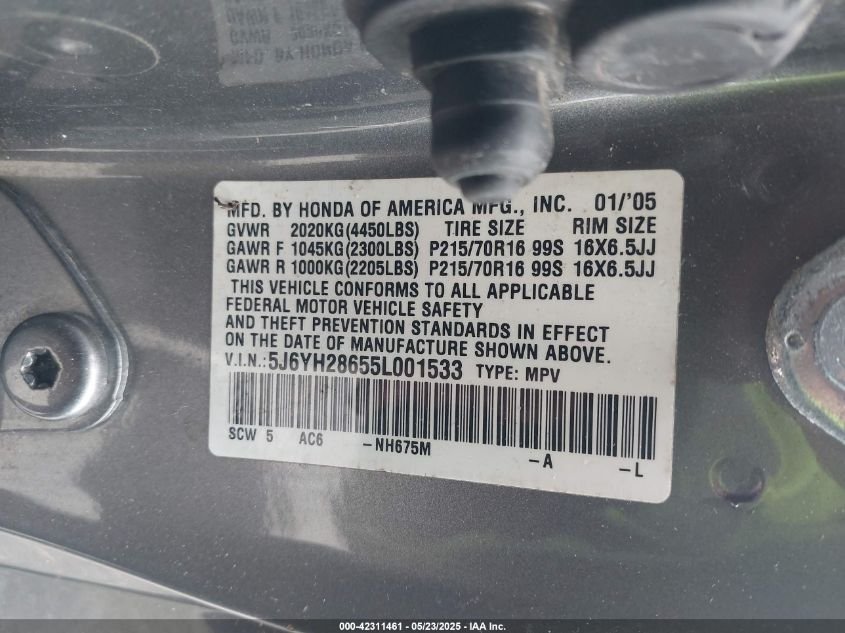 MFD. BY HONDA OF AMERICA MFG., INC. 01/'05
GVWR 2020KG(4450LBS) TIRE SIZE RIM SIZE
GAWR F 1045KG(2300LBS) P215/70R16 99S 16X6.5JJ
GAWR R 1000KG(2205LBS) P215/70R16 99S 16X6.5JJ
THIS VEHICLE CONFORMS TO ALL APPLICABLE
FEDERAL MOTOR VEHICLE SAFETY
AND THEFT PREVENTION STANDARDS IN EFFECT
ON THE DATE OF MANUFACTURE SHOWN ABOVE.
V.I.N.: 5J6YH28655L001533 TYPE: MPV
SCW 5 AC6 -NH675M -A -L
000-42311461 - 05/23/2025 - IAA Inc.